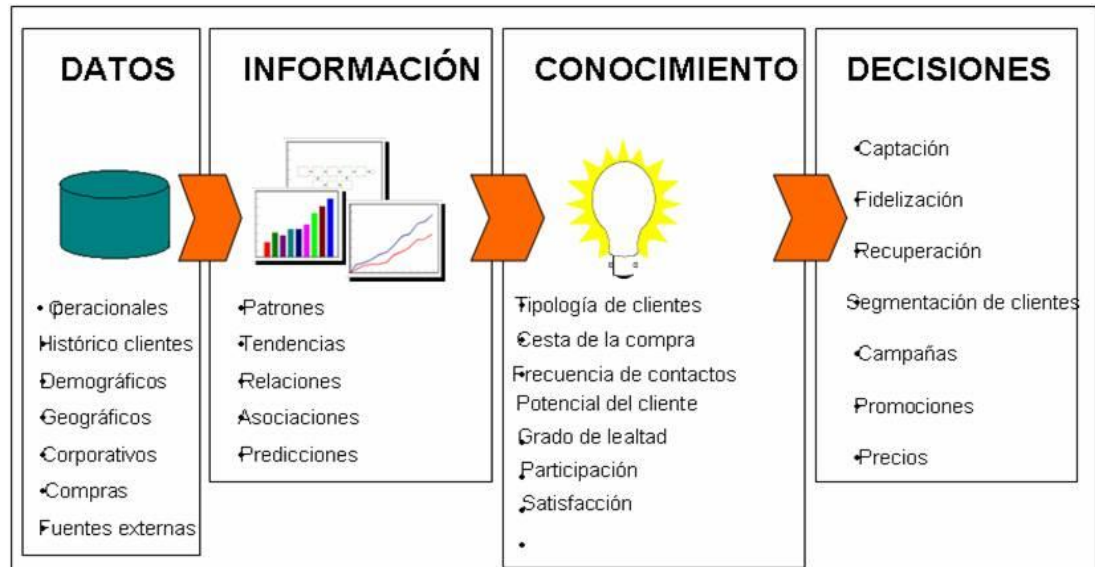 DATOS
• Operacionales
• Histórico clientes
• Demográficos
• Geográficos
• Corporativos
• Compras
• Fuentes externas
INFORMACIÓN
• Patrones
• Tendencias
• Relaciones
• Asociaciones
• Predicciones
CONOCIMIENTO
• Tipología de clientes
• Cesta de la compra
• Frecuencia de contactos
Potencial del cliente
• Grado de lealtad
• Participación
• Satisfacción
•
DECISIONES
• Captación
• Fidelización
• Recuperación
• Segmentación de clientes
• Campañas
• Promociones
• Precios